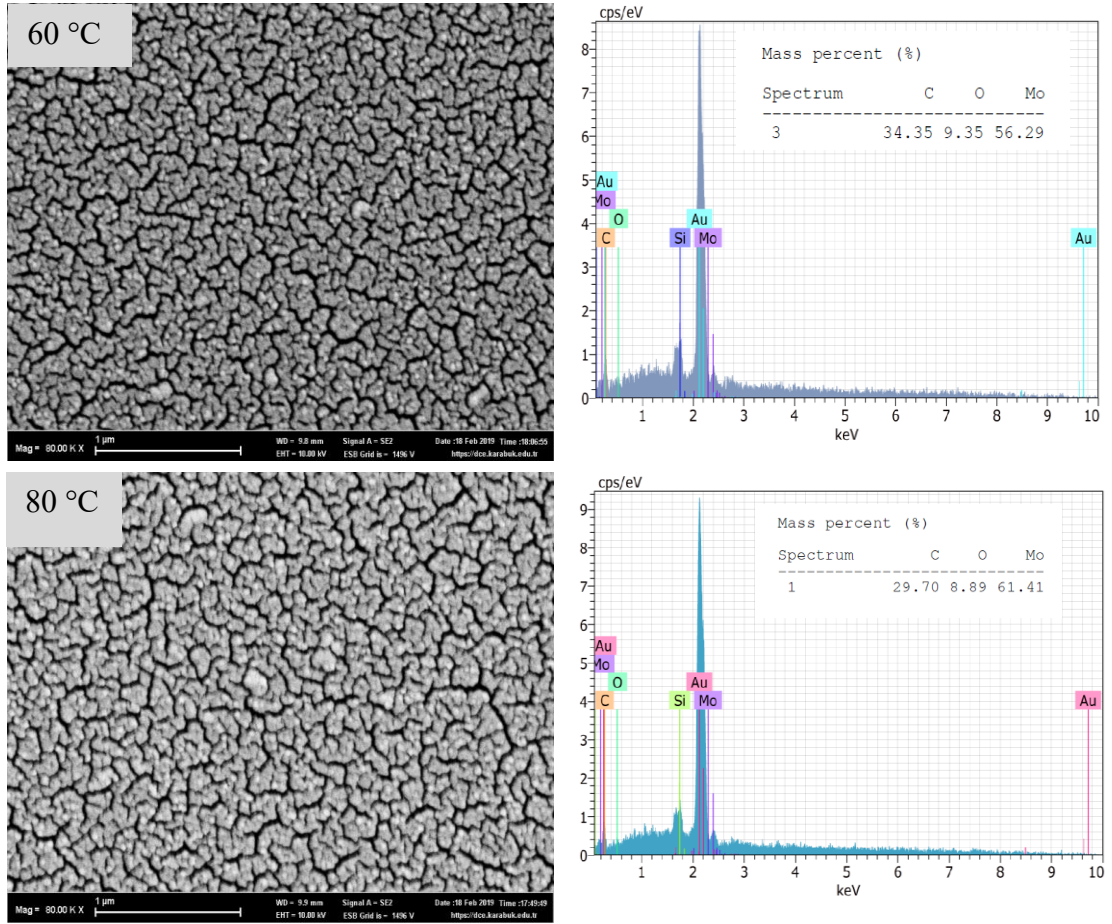 60 °C
1 µm
Mag = 80.00 K X
WD = 9.8 mm Signal A = SE2 Date :18 Feb 2019 Time :18:06:55
EHT = 10.00 kV ESB Grid is = 1496 V https://dce.karabuk.edu.tr
cps/eV
Mass percent (%)
Spectrum C O Mo
3 34.35 9.35 56.29
8
7
6
5
4
3
2
1
0
Au
Mo
O
C
Si
Au
Mo
Au
1 2 3 4 5 6 7 8 9 10
keV
80 °C
1 µm
Mag = 80.00 K X
WD = 9.9 mm Signal A = SE2 Date :18 Feb 2019 Time :17:49:49
EHT = 10.00 kV ESB Grid is = 1496 V https://dce.karabuk.edu.tr
cps/eV
Mass percent (%)
Spectrum C O Mo
1 29.70 8.89 61.41
9
8
7
6
5
4
3
2
1
0
Au
Mo
O
C
Si
Au
Mo
Au
1 2 3 4 5 6 7 8 9 10
keV